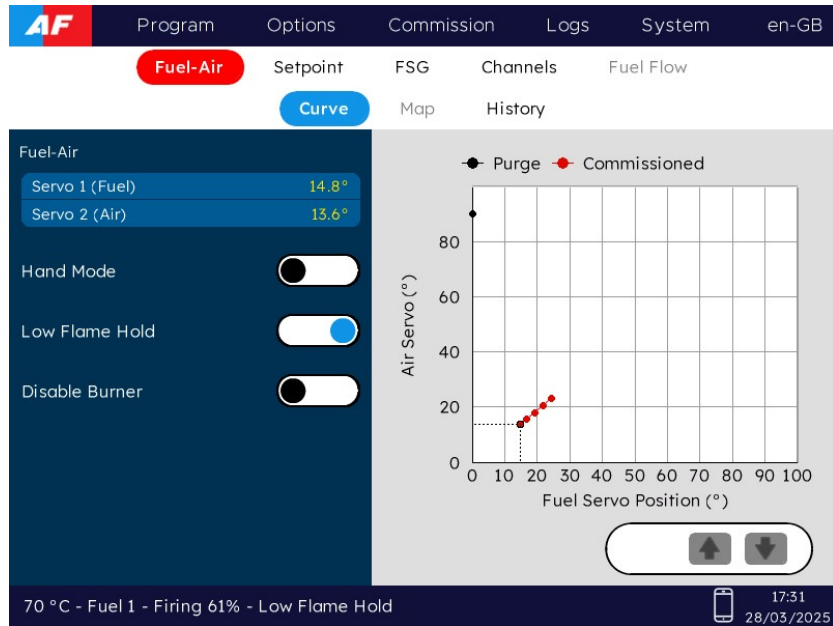 AF Program Options Commission Logs System en-GB
Fuel-Air Setpoint FSG Channels Fuel Flow
Curve Map History
Fuel-Air
Servo 1 (Fuel) 14.8°
Servo 2 (Air) 13.6°
Hand Mode
Low Flame Hold
Disable Burner
Purge Commissioned
Air Servo (°)
80
60
40
20
0
0 10 20 30 40 50 60 70 80 90 100
Fuel Servo Position (°)
70 °C - Fuel 1 - Firing 61% - Low Flame Hold
17:31
28/03/2025